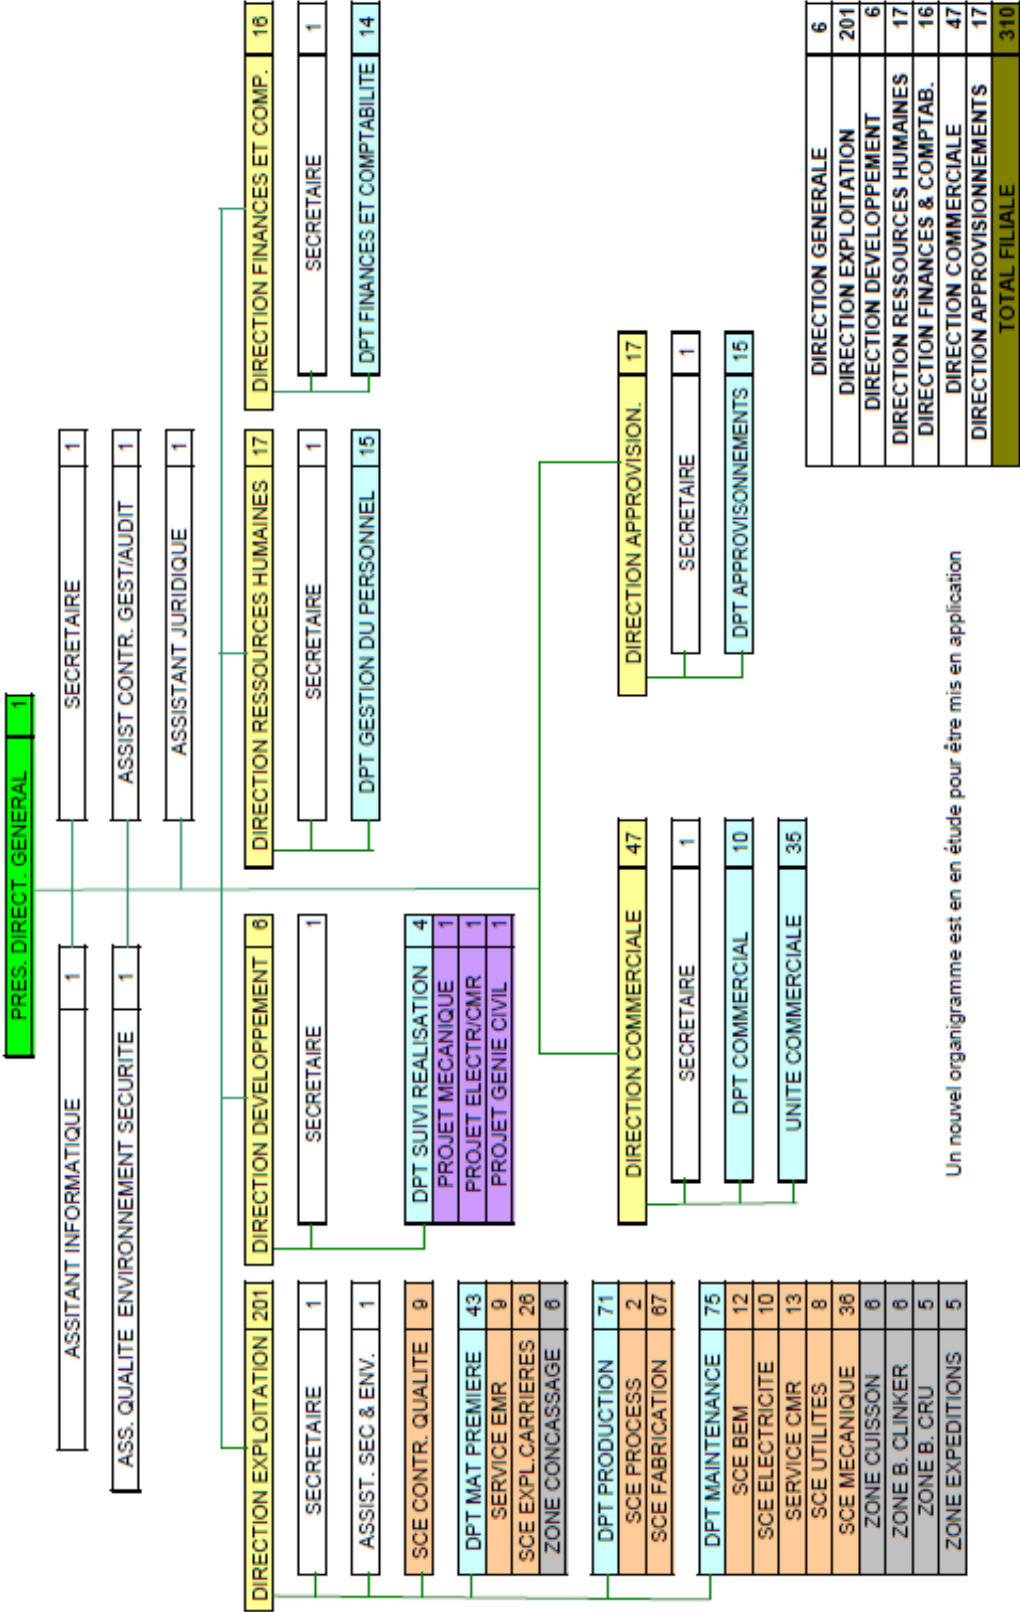 PRES. DIRECT. GENERAL 1
ASSITANT INFORMATIQUE 1
SECRETAIRE 1
ASS. QUALITE ENVIRONNEMENT SECURITE 1
ASSIST CONTR. GEST/AUDIT 1
ASSISTANT JURIDIQUE 1
DIRECTION EXPLOITATION 201
SECRETAIRE 1
ASSIST. SEC & ENV. 1
SCE CONTR. QUALITE 9
DPT MAT PREMIERE 43
SERVICE EMR 9
SCE EXPL.CARRIERES 26
ZONE CONCASSAGE 6
DPT PRODUCTION 71
SCE PROCESS 2
SCE FABRICATION 67
DPT MAINTENANCE 75
SCE BEM 12
SCE ELECTRICITE 10
SERVICE CMR 13
SCE UTILITES 8
SCE MECANIQUE 36
ZONE CUISSON 6
ZONE B. CLINKER 6
ZONE B. CRU 5
ZONE EXPEDITIONS 5
DIRECTION DEVELOPPEMENT 6
SECRETAIRE 1
DPT SUIVI REALISATION 4
PROJET MECANIQUE 1
PROJET ELECTR/CMR 1
PROJET GENIE CIVIL 1
DIRECTION RESSOURCES HUMAINES 17
SECRETAIRE 1
DPT GESTION DU PERSONNEL 15
DIRECTION FINANCES ET COMP. 16
SECRETAIRE 1
DPT FINANCES ET COMPTABILITE 14
DIRECTION COMMERCIALE 47
SECRETAIRE 1
DPT COMMERCIAL 10
UNITE COMMERCIALE 35
DIRECTION APPROVISION. 17
SECRETAIRE 1
DPT APPROVISONNEMENTS 15
DIRECTION GENERALE 6
DIRECTION EXPLOITATION 201
DIRECTION DEVELOPPEMENT 6
DIRECTION RESSOURCES HUMAINES 17
DIRECTION FINANCES & COMPTAB. 16
DIRECTION COMMERCIALE 47
DIRECTION APPROVISIONNEMENTS 17
TOTAL FILIALE 310
Un nouvel organigramme est en en étude pour être mis en application